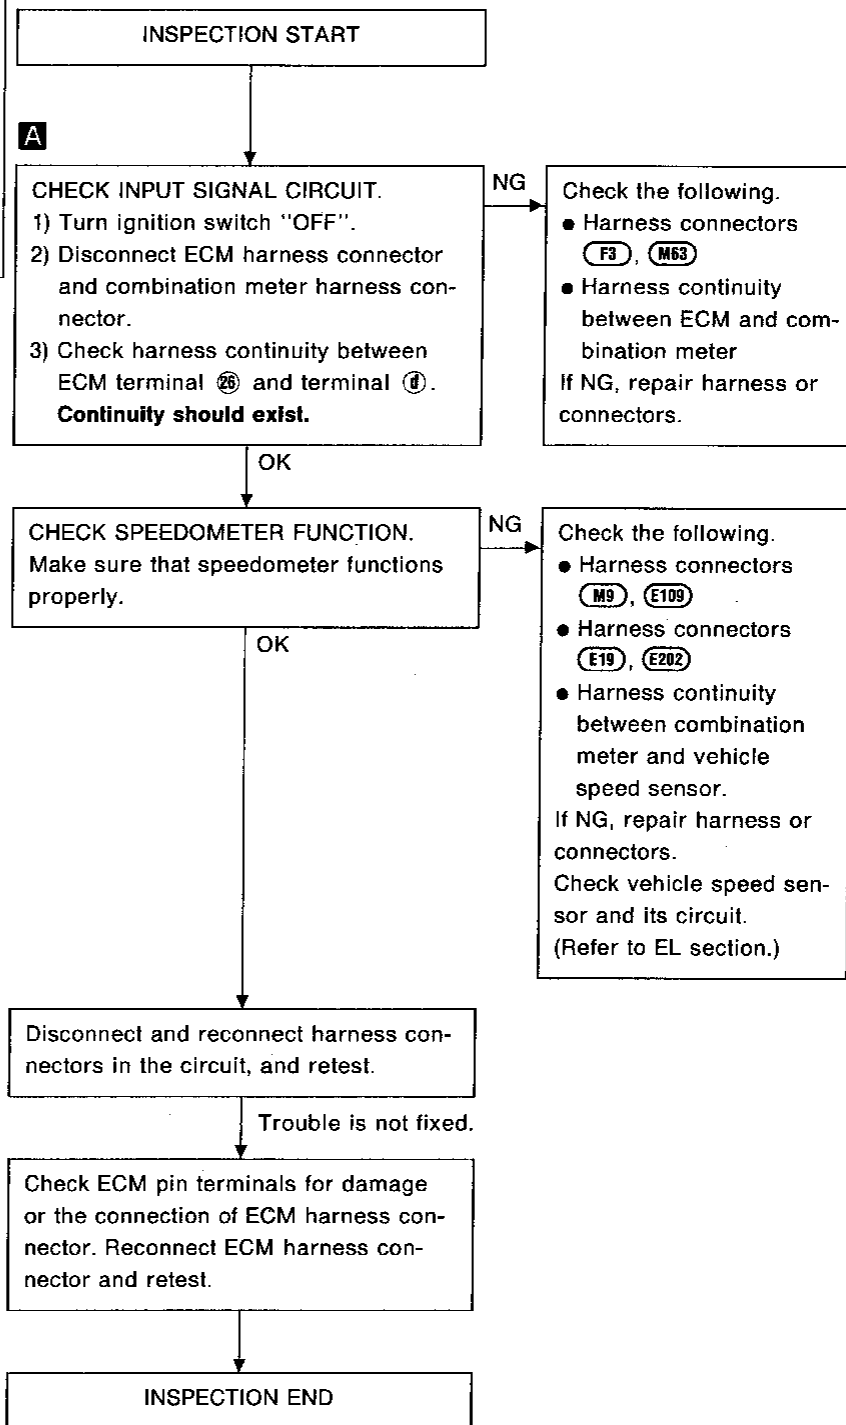 INSPECTION START
A
CHECK INPUT SIGNAL CIRCUIT.
1) Turn ignition switch "OFF".
2) Disconnect ECM harness connector
and combination meter harness con-
nector.
3) Check harness continuity between
ECM terminal 26 and terminal d.
Continuity should exist.
NG
Check the following.
● Harness connectors
F3, M63
● Harness continuity
between ECM and com-
bination meter
If NG, repair harness or
connectors.
OK
CHECK SPEEDOMETER FUNCTION.
Make sure that speedometer functions
properly.
NG
Check the following.
● Harness connectors
M9, E109
● Harness connectors
E19, E202
● Harness continuity
between combination
meter and vehicle
speed sensor.
If NG, repair harness or
connectors.
Check vehicle speed sen-
sor and its circuit.
(Refer to EL section.)
OK
Disconnect and reconnect harness con-
nectors in the circuit, and retest.
Trouble is not fixed.
Check ECM pin terminals for damage
or the connection of ECM harness con-
nector. Reconnect ECM harness con-
nector and retest.
INSPECTION END